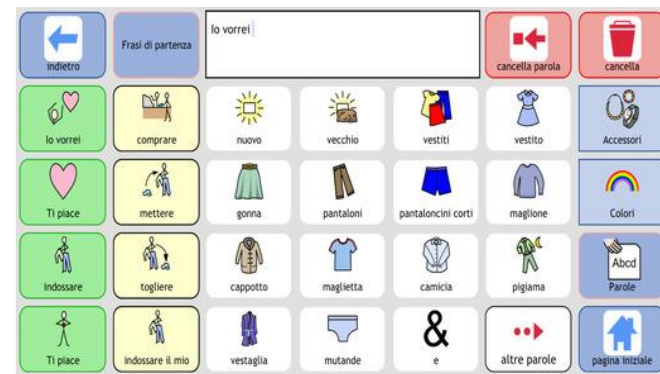 indietro
Frasi di partenza
Io vorrei
cancella parola
cancella
Io vorrei
comprare
nuovo
vecchio
vestiti
vestito
Accessori
Ti piace
mettere
gonna
pantaloni
pantaloncini corti
maglione
Colori
indossare
togliere
cappotto
maglietta
camicia
pigiama
Abcd
Parole
Ti piace
indossare il mio
vestaglia
mutande
&
e
altre parole
pagina iniziale